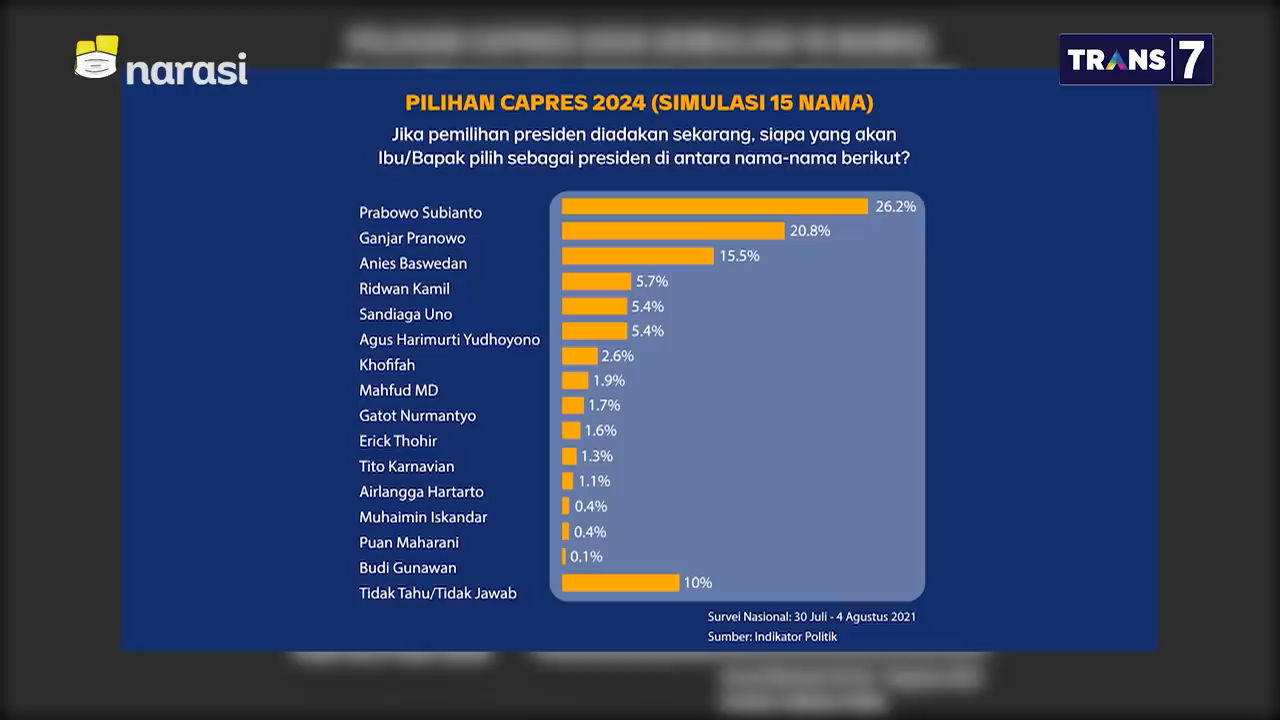 narasi
TRANS 7
PILIHAN CAPRES 2024 (SIMULASI 15 NAMA)
Jika pemilihan presiden diadakan sekarang, siapa yang akan
Ibu/Bapak pilih sebagai presiden di antara nama-nama berikut?
Prabowo Subianto 26.2%
Ganjar Pranowo 20.8%
Anies Baswedan 15.5%
Ridwan Kamil 5.7%
Sandiaga Uno 5.4%
Agus Harimurti Yudhoyono 5.4%
Khofifah 2.6%
Mahfud MD 1.9%
Gatot Nurmantyo 1.7%
Erick Thohir 1.6%
Tito Karnavian 1.3%
Airlangga Hartarto 1.1%
Muhaimin Iskandar 0.4%
Puan Maharani 0.4%
Budi Gunawan 0.1%
Tidak Tahu/Tidak Jawab 10%
Survei Nasional: 30 Juli - 4 Agustus 2021
Sumber: Indikator Politik